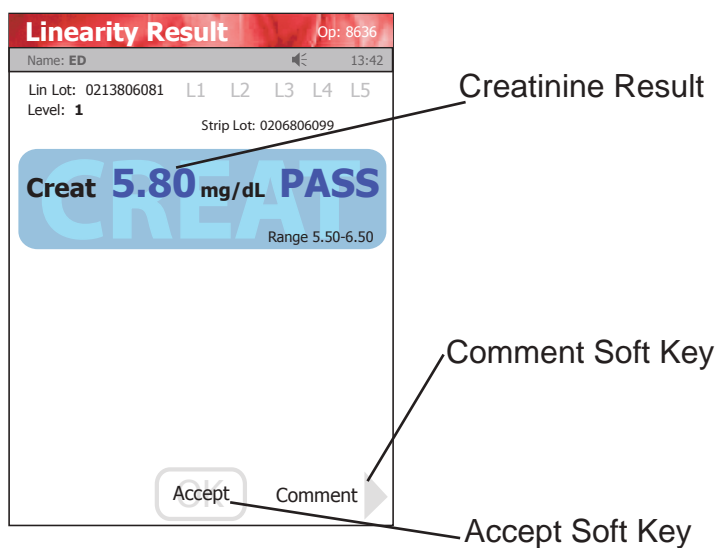 Linearity Result Op: 8636
Name: ED 13:42
Lin Lot: 0213806081 L1 L2 L3 L4 L5
Level: 1
Strip Lot: 0206806099
Creatinine Result
CREAT
Creat 5.80 mg/dL PASS
Range 5.50-6.50
Comment Soft Key
OK
Accept Comment
Accept Soft Key